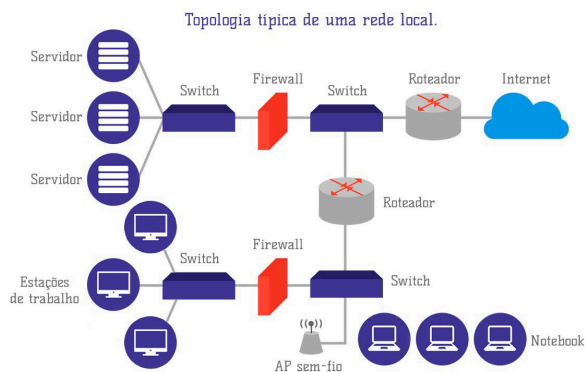 Topologia típica de uma rede local.
Servidor
Switch
Firewall
Switch
Roteador
Internet
Servidor
Servidor
Roteador
Switch
Firewall
Switch
Estações
de trabalho
AP sem-fio
Notebook